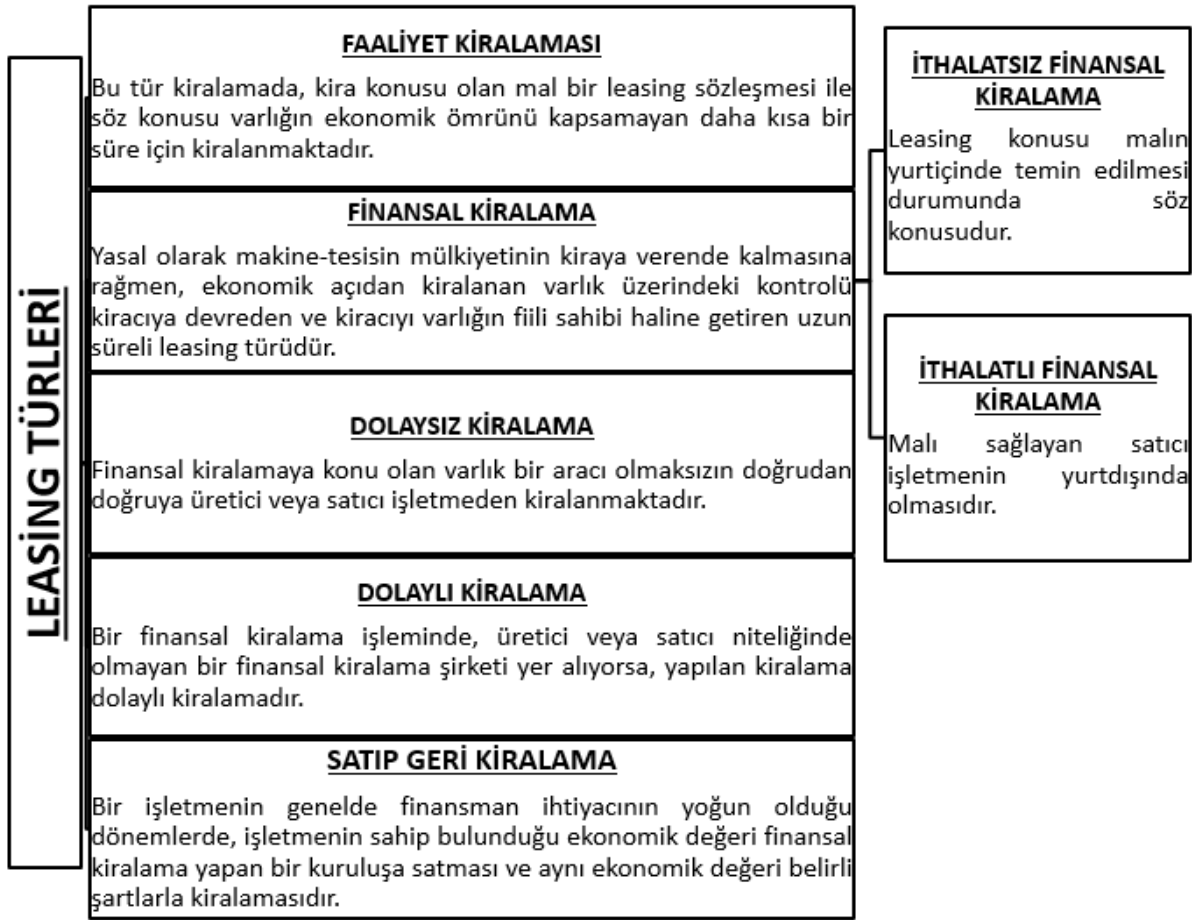 LEASİNG TÜRLERİ
FAALİYET KİRALAMASI
Bu tür kiralamada, kira konusu olan mal bir leasing sözleşmesi ile
söz konusu varlığın ekonomik ömrünü kapsamayan daha kısa bir
süre için kiralanmaktadır.
FİNANSAL KİRALAMA
Yasal olarak makine-tesisin mülkiyetinin kiraya verende kalmasına
rağmen, ekonomik açıdan kiralanan varlık üzerindeki kontrolü
kiracıya devreden ve kiracıyı varlığın fiili sahibi haline getiren uzun
süreli leasing türüdür.
DOLAYSIZ KİRALAMA
Finansal kiralamaya konu olan varlık bir aracı olmaksızın doğrudan
doğruya üretici veya satıcı işletmeden kiralanmaktadır.
DOLAYLI KİRALAMA
Bir finansal kiralama işleminde, üretici veya satıcı niteliğinde
olmayan bir finansal kiralama şirketi yer alıyorsa, yapılan kiralama
dolaylı kiralamadır.
SATIP GERİ KİRALAMA
Bir işletmenin genelde finansman ihtiyacının yoğun olduğu
dönemlerde, işletmenin sahip bulunduğu ekonomik değeri finansal
kiralama yapan bir kuruluşa satması ve aynı ekonomik değeri belirli
şartlarla kiralamasıdır.
İTHALATSIZ FİNANSAL
KİRALAMA
Leasing konusu malın
yurtiçinde temin edilmesi
durumunda söz
konusudur.
İTHALATLI FİNANSAL
KİRALAMA
Malı sağlayan satıcı
işletmenin yurtdışında
olmasıdır.